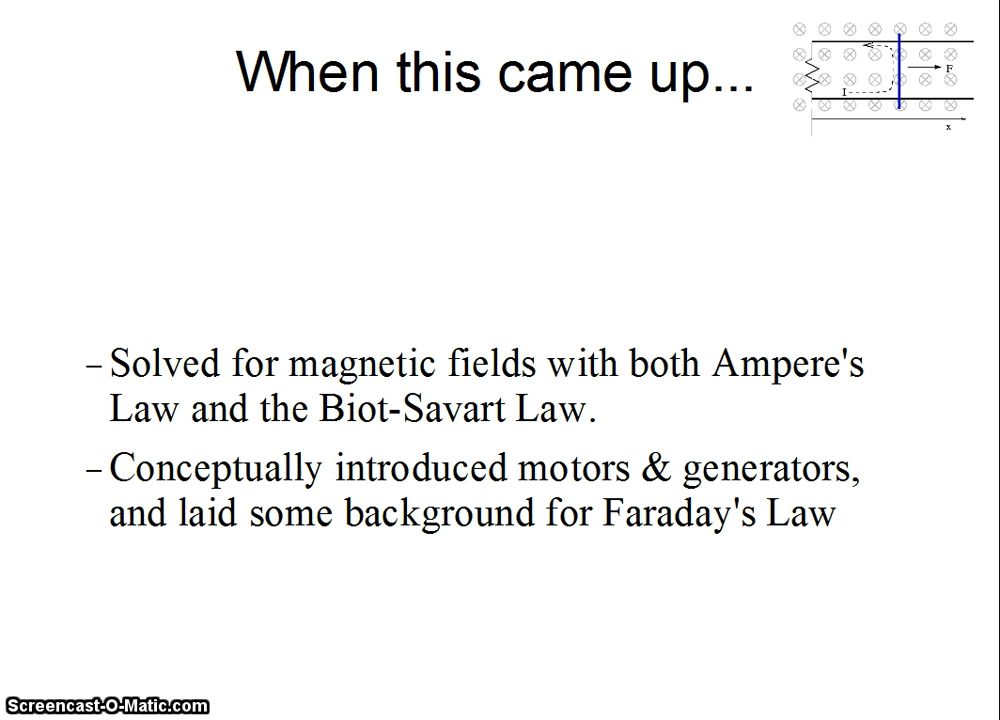 When this came up...
F
I
x
– Solved for magnetic fields with both Ampere's
Law and the Biot-Savart Law.
– Conceptually introduced motors & generators,
and laid some background for Faraday's Law
Screencast-O-Matic.com